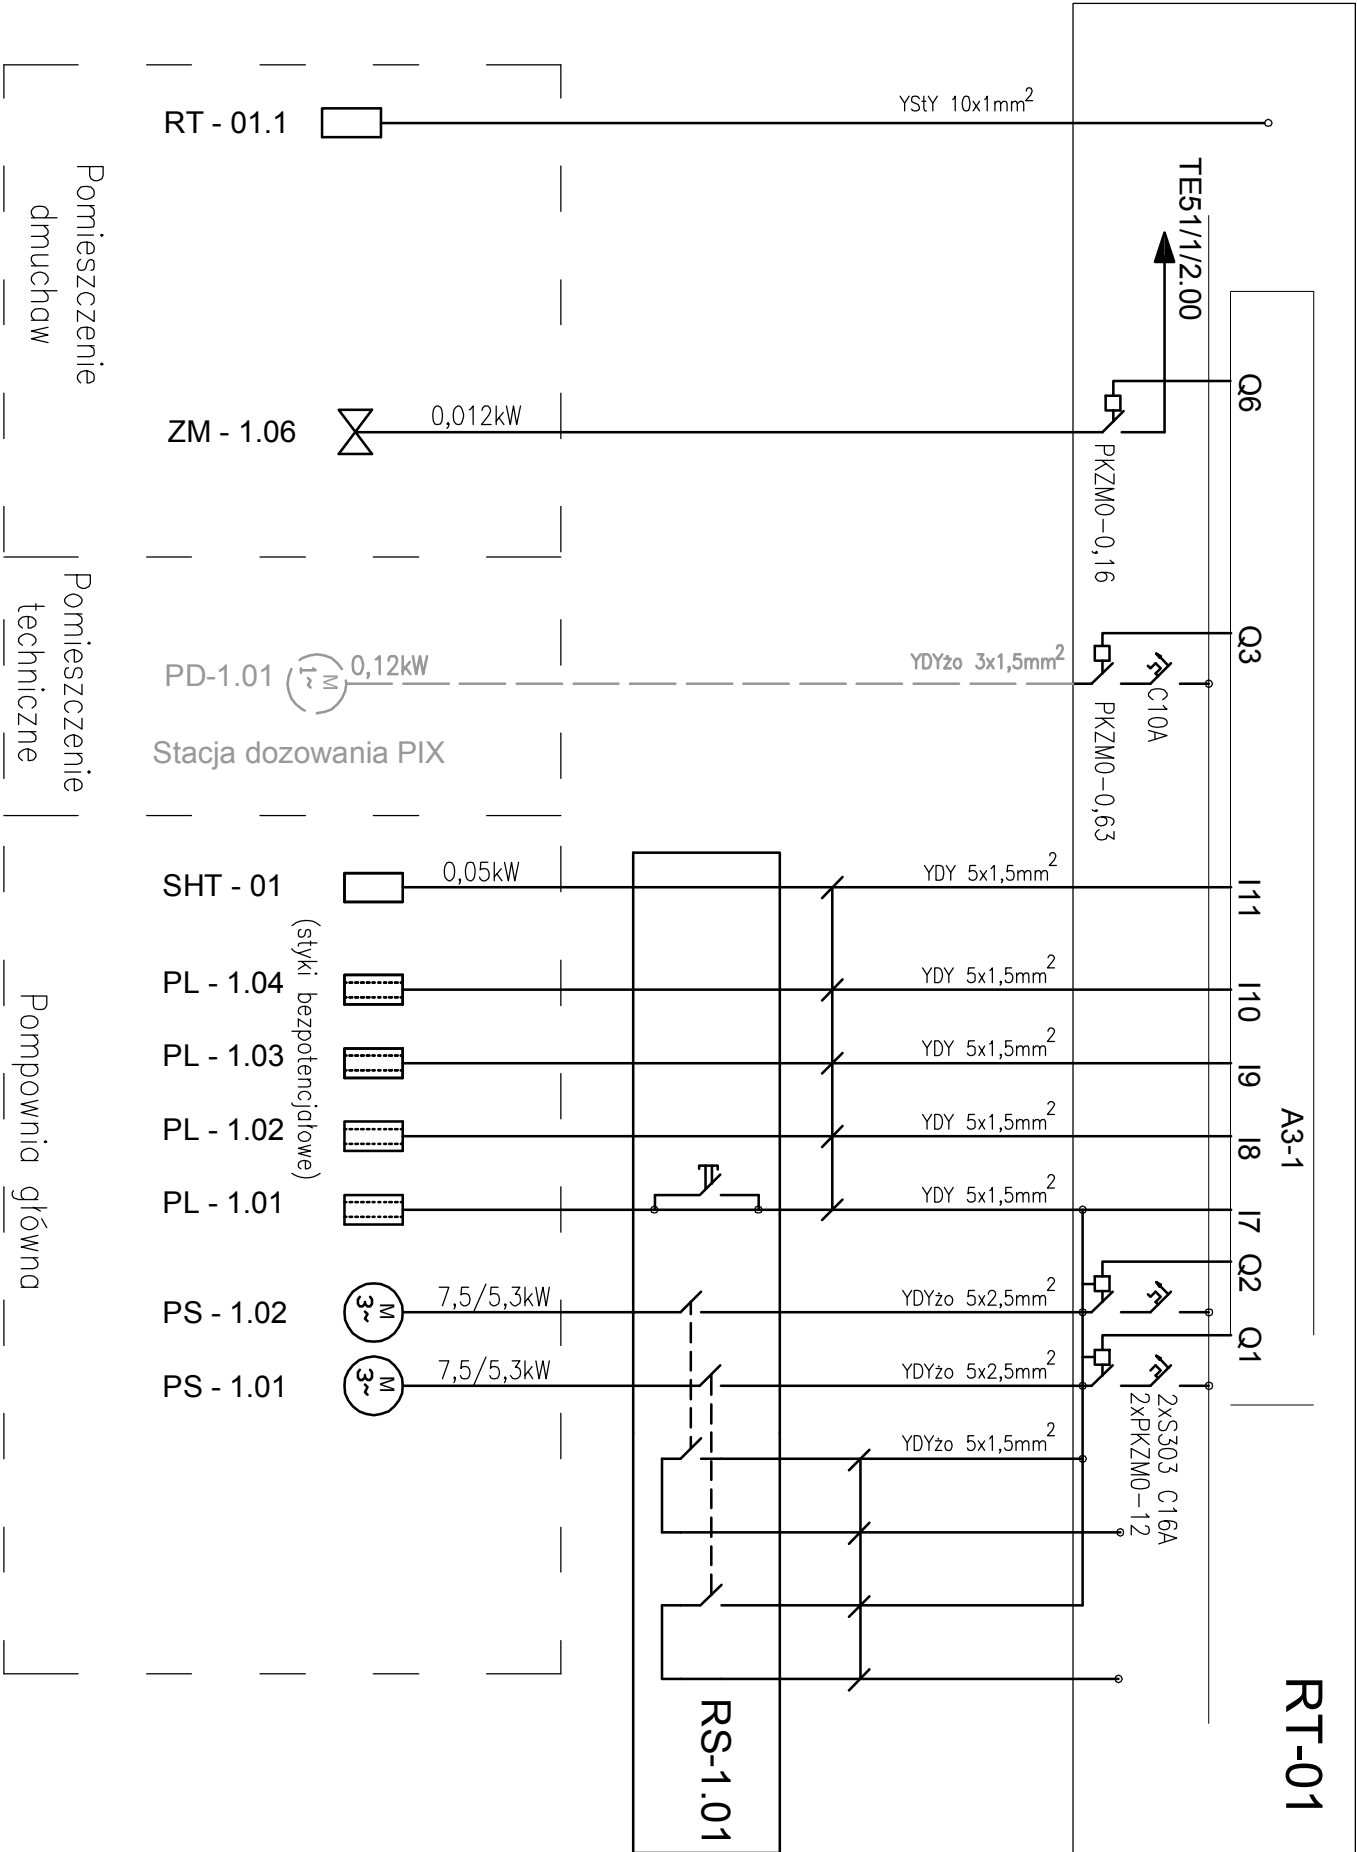 YStY 10x1mm²
RT - 01.1
TE51/1/2.00
Pomieszczenie
dmuchaw
Q6
0,012kW
ZM - 1.06
PKZM0-0,16
Pomieszczenie
techniczne
Q3
PD-1.01
M
1~
0,12kW
YDYżo 3x1,5mm²
C10A
PKZM0-0,63
Stacja dozowania PIX
SHT - 01
0,05kW
YDY 5x1,5mm²
I11
(styki bezpotencjałowe)
PL - 1.04
YDY 5x1,5mm²
I10
PL - 1.03
YDY 5x1,5mm²
I9
A3-1
PL - 1.02
YDY 5x1,5mm²
I8
PL - 1.01
YDY 5x1,5mm²
I7
Pompownia główna
Q2
PS - 1.02
M
3~
7,5/5,3kW
YDYżo 5x2,5mm²
Q1
PS - 1.01
M
3~
7,5/5,3kW
YDYżo 5x2,5mm²
2xS303 C16A
2xPKZM0-12
YDYżo 5x1,5mm²
RS-1.01
RT-01